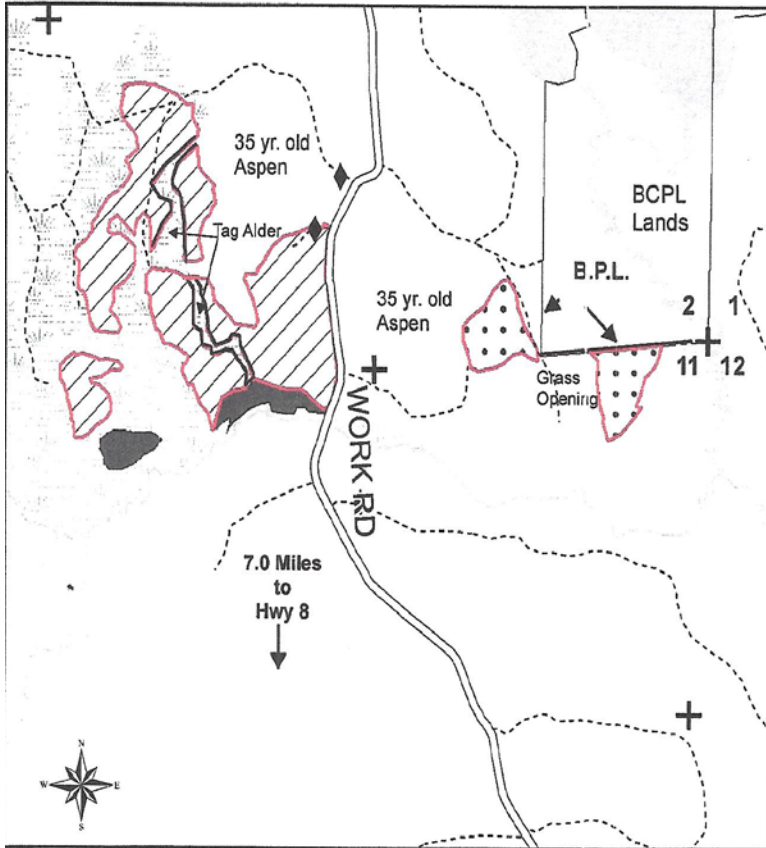 35 yr. old
Aspen
Tag Alder
BCPL
Lands
B.P.L.
35 yr. old
Aspen
2
1
11
12
Grass
Opening
WORK RD
7.0 Miles
to
Hwy 8
N
W
E
S